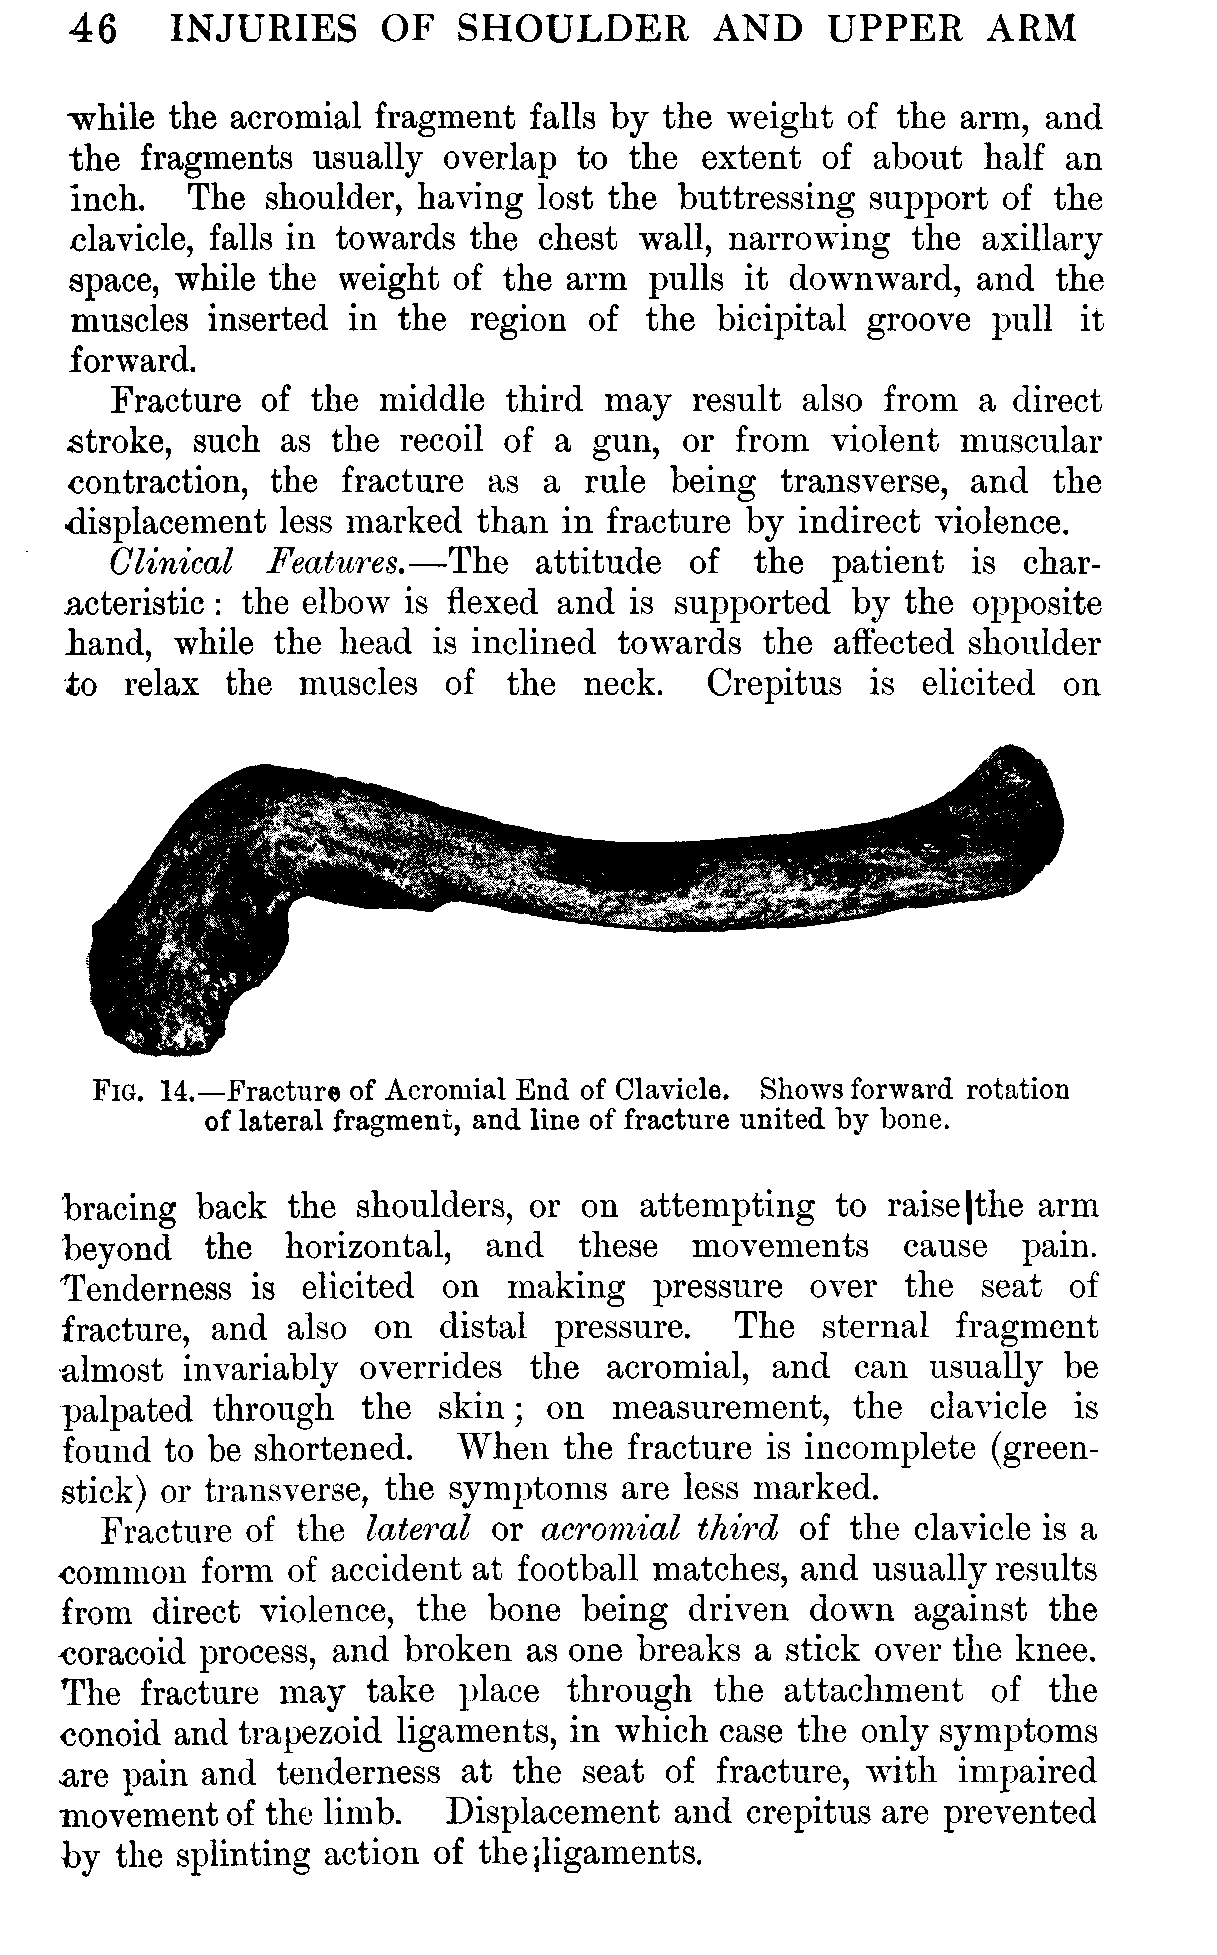 46 INJURIES OF SHOULDER AND UPPER ARM
while the acromial fragment falls by the weight of the arm, and
the fragments usually overlap to the extent of about half an
inch. The shoulder, having lost the buttressing support of the
clavicle, falls in towards the chest wall, narrowing the axillary
space, while the weight of the arm pulls it downward, and the
muscles inserted in the region of the bicipital groove pull it
forward.
Fracture of the middle third may result also from a direct
stroke, such as the recoil of a gun, or from violent muscular
contraction, the fracture as a rule being transverse, and the
displacement less marked than in fracture by indirect violence.
Clinical Features.—The attitude of the patient is char-
acteristic : the elbow is flexed and is supported by the opposite
hand, while the head is inclined towards the affected shoulder
to relax the muscles of the neck. Crepitus is elicited on
FIG. 14.—Fracture of Acromial End of Clavicle. Shows forward rotation
of lateral fragment, and line of fracture united by bone.
bracing back the shoulders, or on attempting to raise the arm
beyond the horizontal, and these movements cause pain.
Tenderness is elicited on making pressure over the seat of
fracture, and also on distal pressure. The sternal fragment
almost invariably overrides the acromial, and can usually be
palpated through the skin ; on measurement, the clavicle is
found to be shortened. When the fracture is incomplete (green-
stick) or transverse, the symptoms are less marked.
Fracture of the lateral or acromial third of the clavicle is a
common form of accident at football matches, and usually results
from direct violence, the bone being driven down against the
coracoid process, and broken as one breaks a stick over the knee.
The fracture may take place through the attachment of the
conoid and trapezoid ligaments, in which case the only symptoms
are pain and tenderness at the seat of fracture, with impaired
movement of the limb. Displacement and crepitus are prevented
by the splinting action of the ligaments.